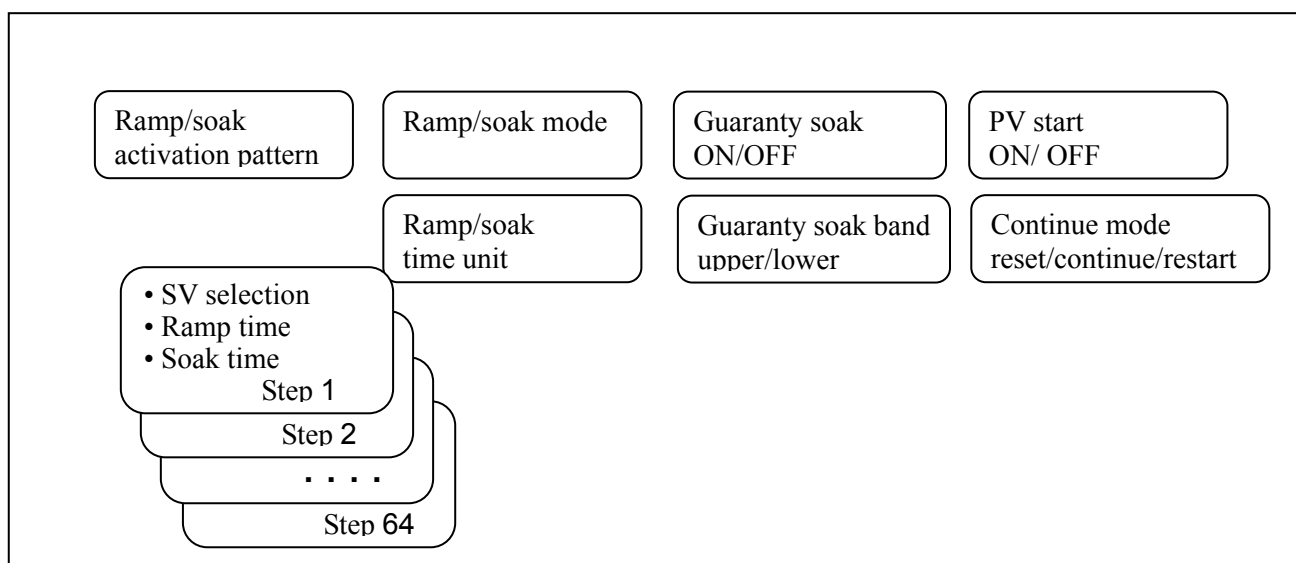 Ramp/soak
activation pattern
Ramp/soak mode
Guaranty soak
ON/OFF
PV start
ON/ OFF
Ramp/soak
time unit
Guaranty soak band
upper/lower
Continue mode
reset/continue/restart
• SV selection
• Ramp time
• Soak time
Step 1
Step 2
. . . .
Step 64